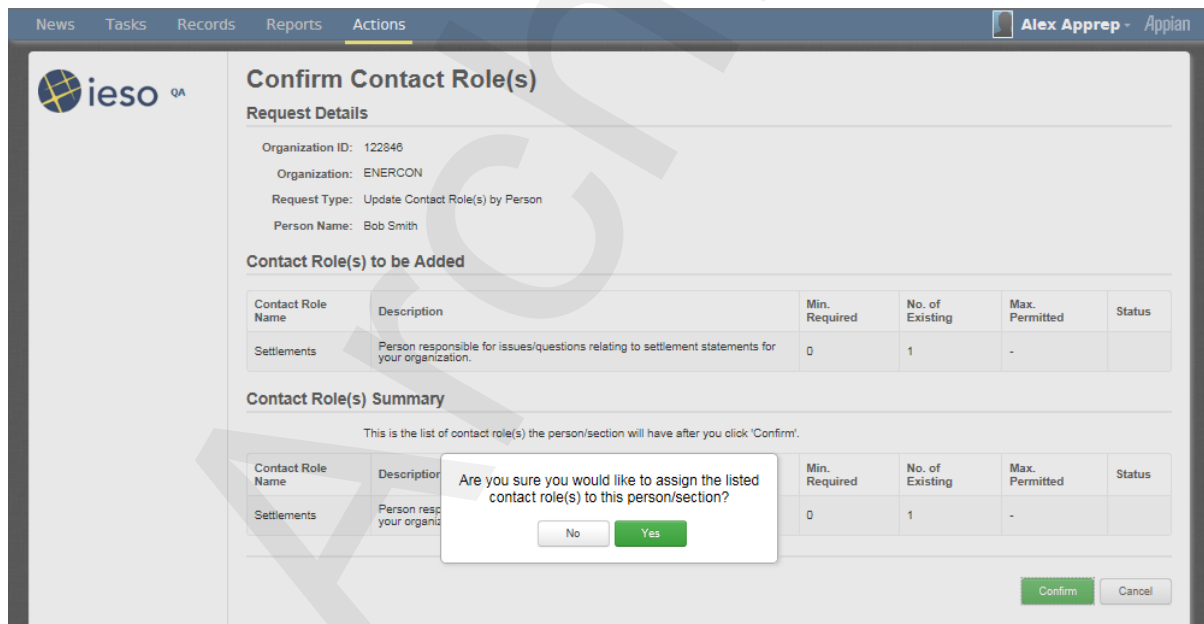 News Tasks Records Reports Actions Alex Apprep - Appian
ieso QA
Confirm Contact Role(s)
Request Details
Organization ID: 122846
Organization: ENERCON
Request Type: Update Contact Role(s) by Person
Person Name: Bob Smith
Contact Role(s) to be Added
Contact Role Name Description Min. Required No. of Existing Max. Permitted Status
Settlements Person responsible for issues/questions relating to settlement statements for your organization. 0 1 -
Contact Role(s) Summary
This is the list of contact role(s) the person/section will have after you click 'Confirm'.
Contact Role Name Description Min. Required No. of Existing Max. Permitted Status
Settlements Person your 0 1 -
Are you sure you would like to assign the listed
contact role(s) to this person/section?
No Yes
Confirm Cancel